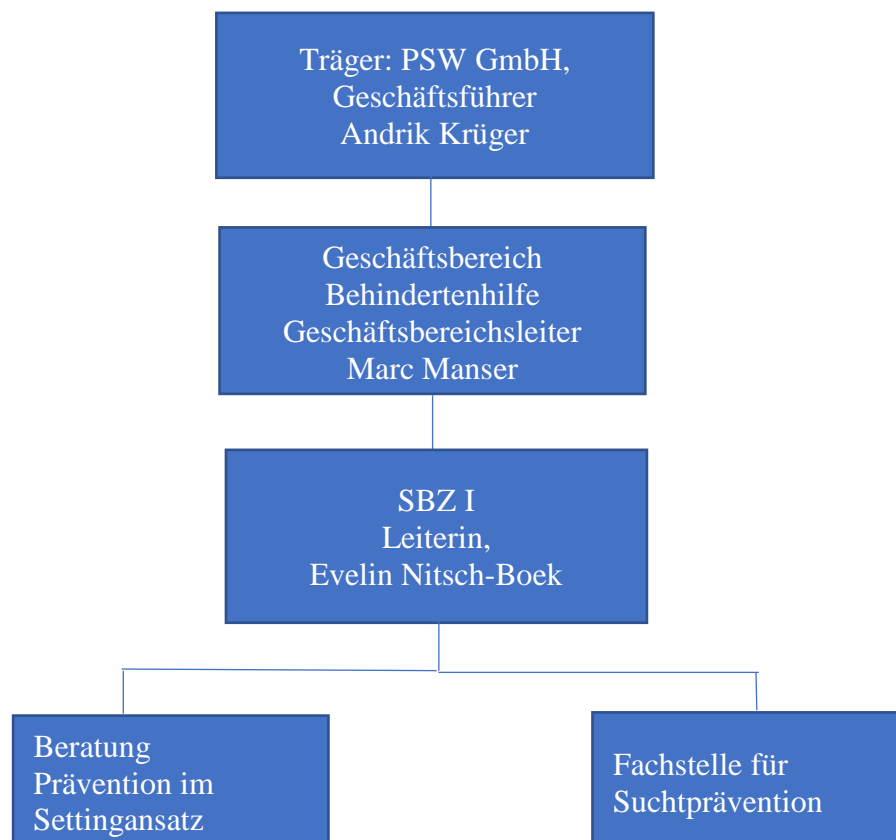 Träger: PSW GmbH,
Geschäftsführer
Andrik Krüger
Geschäftsbereich
Behindertenhilfe
Geschäftsbereichsleiter
Marc Manser
SBZ I
Leiterin,
Evelin Nitsch-Boek
Beratung
Prävention im
Settingansatz
Fachstelle für
Suchtprävention